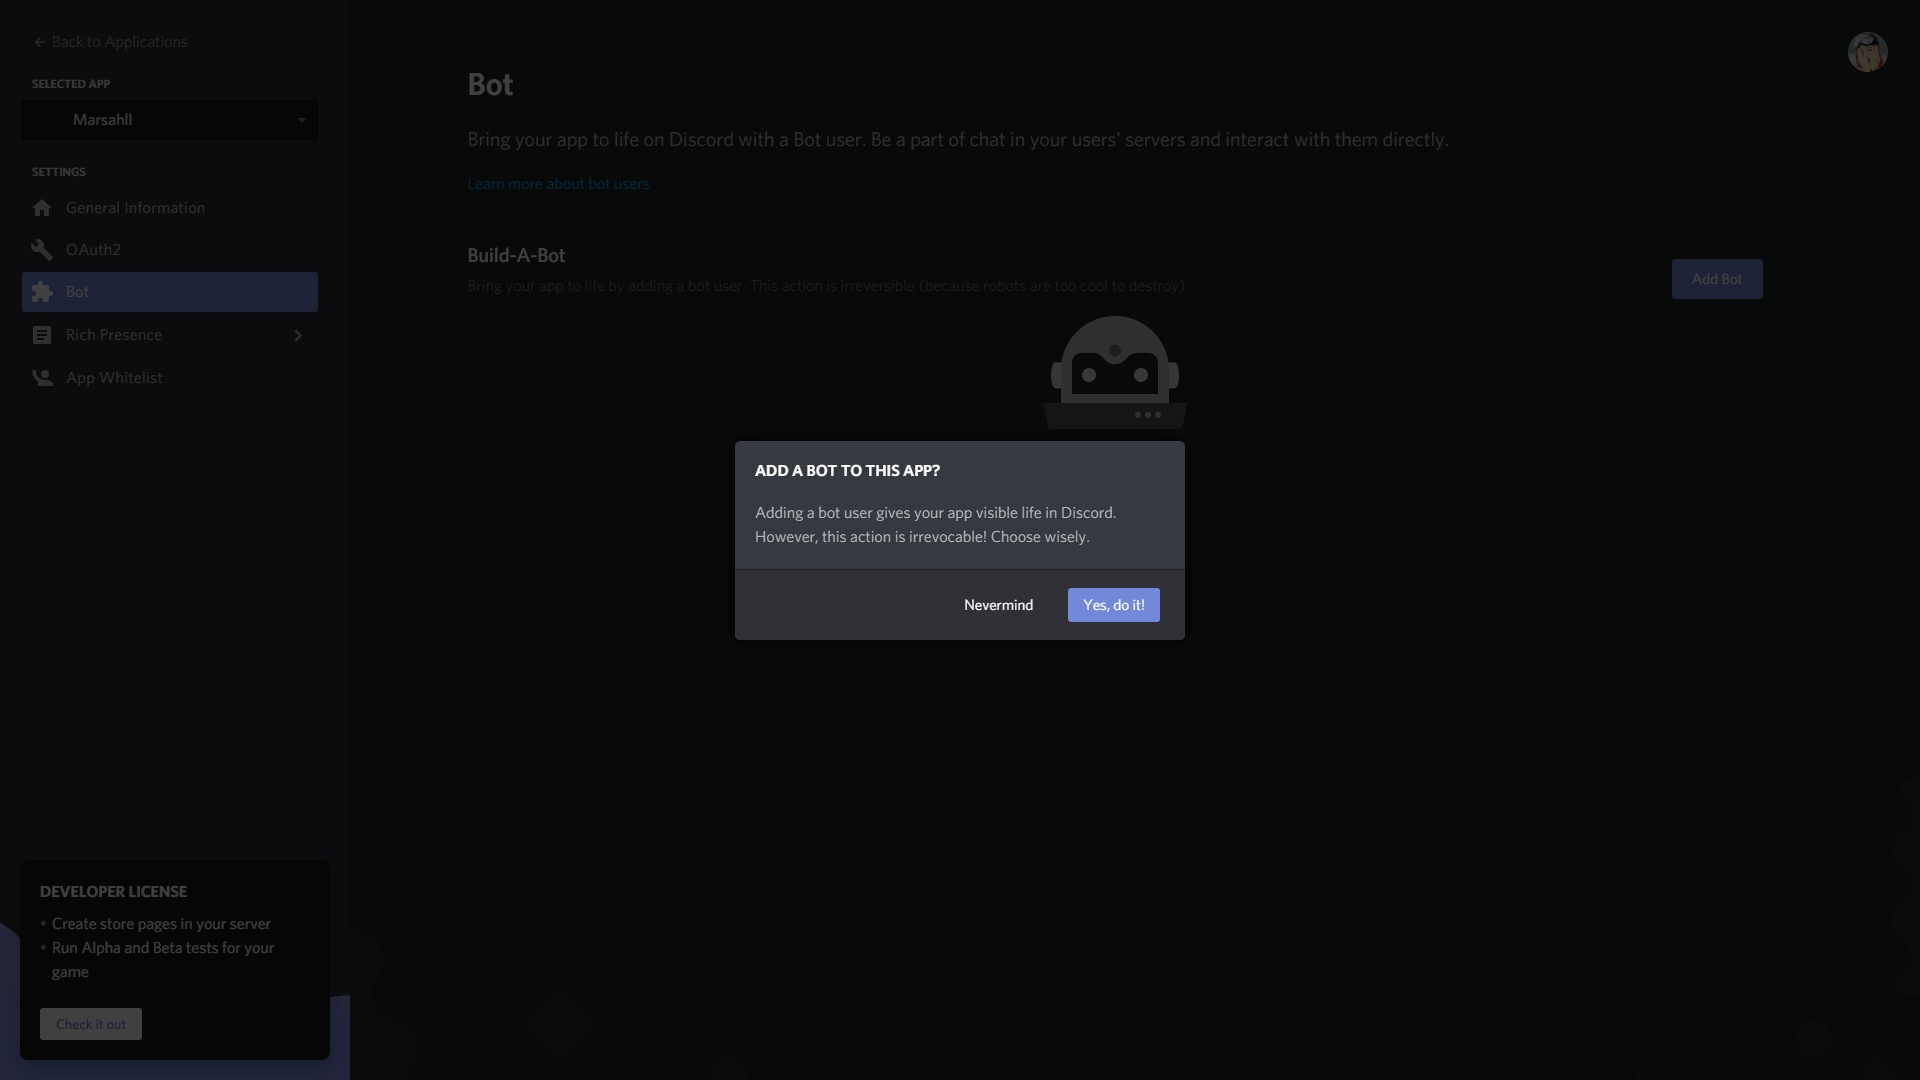 Back to Applications
SELECTED APP
Marsahll
SETTINGS
General Information
OAuth2
Bot
Rich Presence
App Whitelist
DEVELOPER LICENSE
• Create store pages in your server
• Run Alpha and Beta tests for your
game
Check it out
Bot
Bring your app to life on Discord with a Bot user. Be a part of chat in your users' servers and interact with them directly.
Learn more about bot users
Build-A-Bot
Bring your app to life by adding a bot user. This action is irreversible (because robots are too cool to destroy).
Add Bot
ADD A BOT TO THIS APP?
Adding a bot user gives your app visible life in Discord.
However, this action is irrevocable! Choose wisely.
Nevermind
Yes, do it!